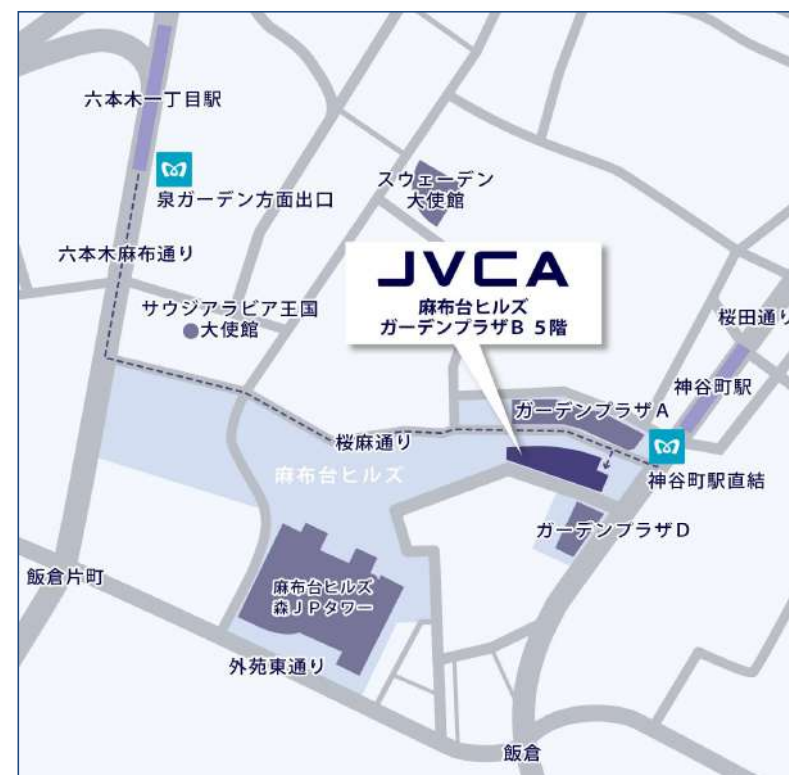 六本木一丁目駅
泉ガーデン方面出口
スウェーデン
大使館
六本木麻布通り
サウジアラビア王国
大使館
JVCA
麻布台ヒルズ
ガーデンプラザB 5階
桜田通り
神谷町駅
ガーデンプラザA
桜麻通り
麻布台ヒルズ
神谷町駅直結
ガーデンプラザD
飯倉片町
麻布台ヒルズ
森JPタワー
外苑東通り
飯倉